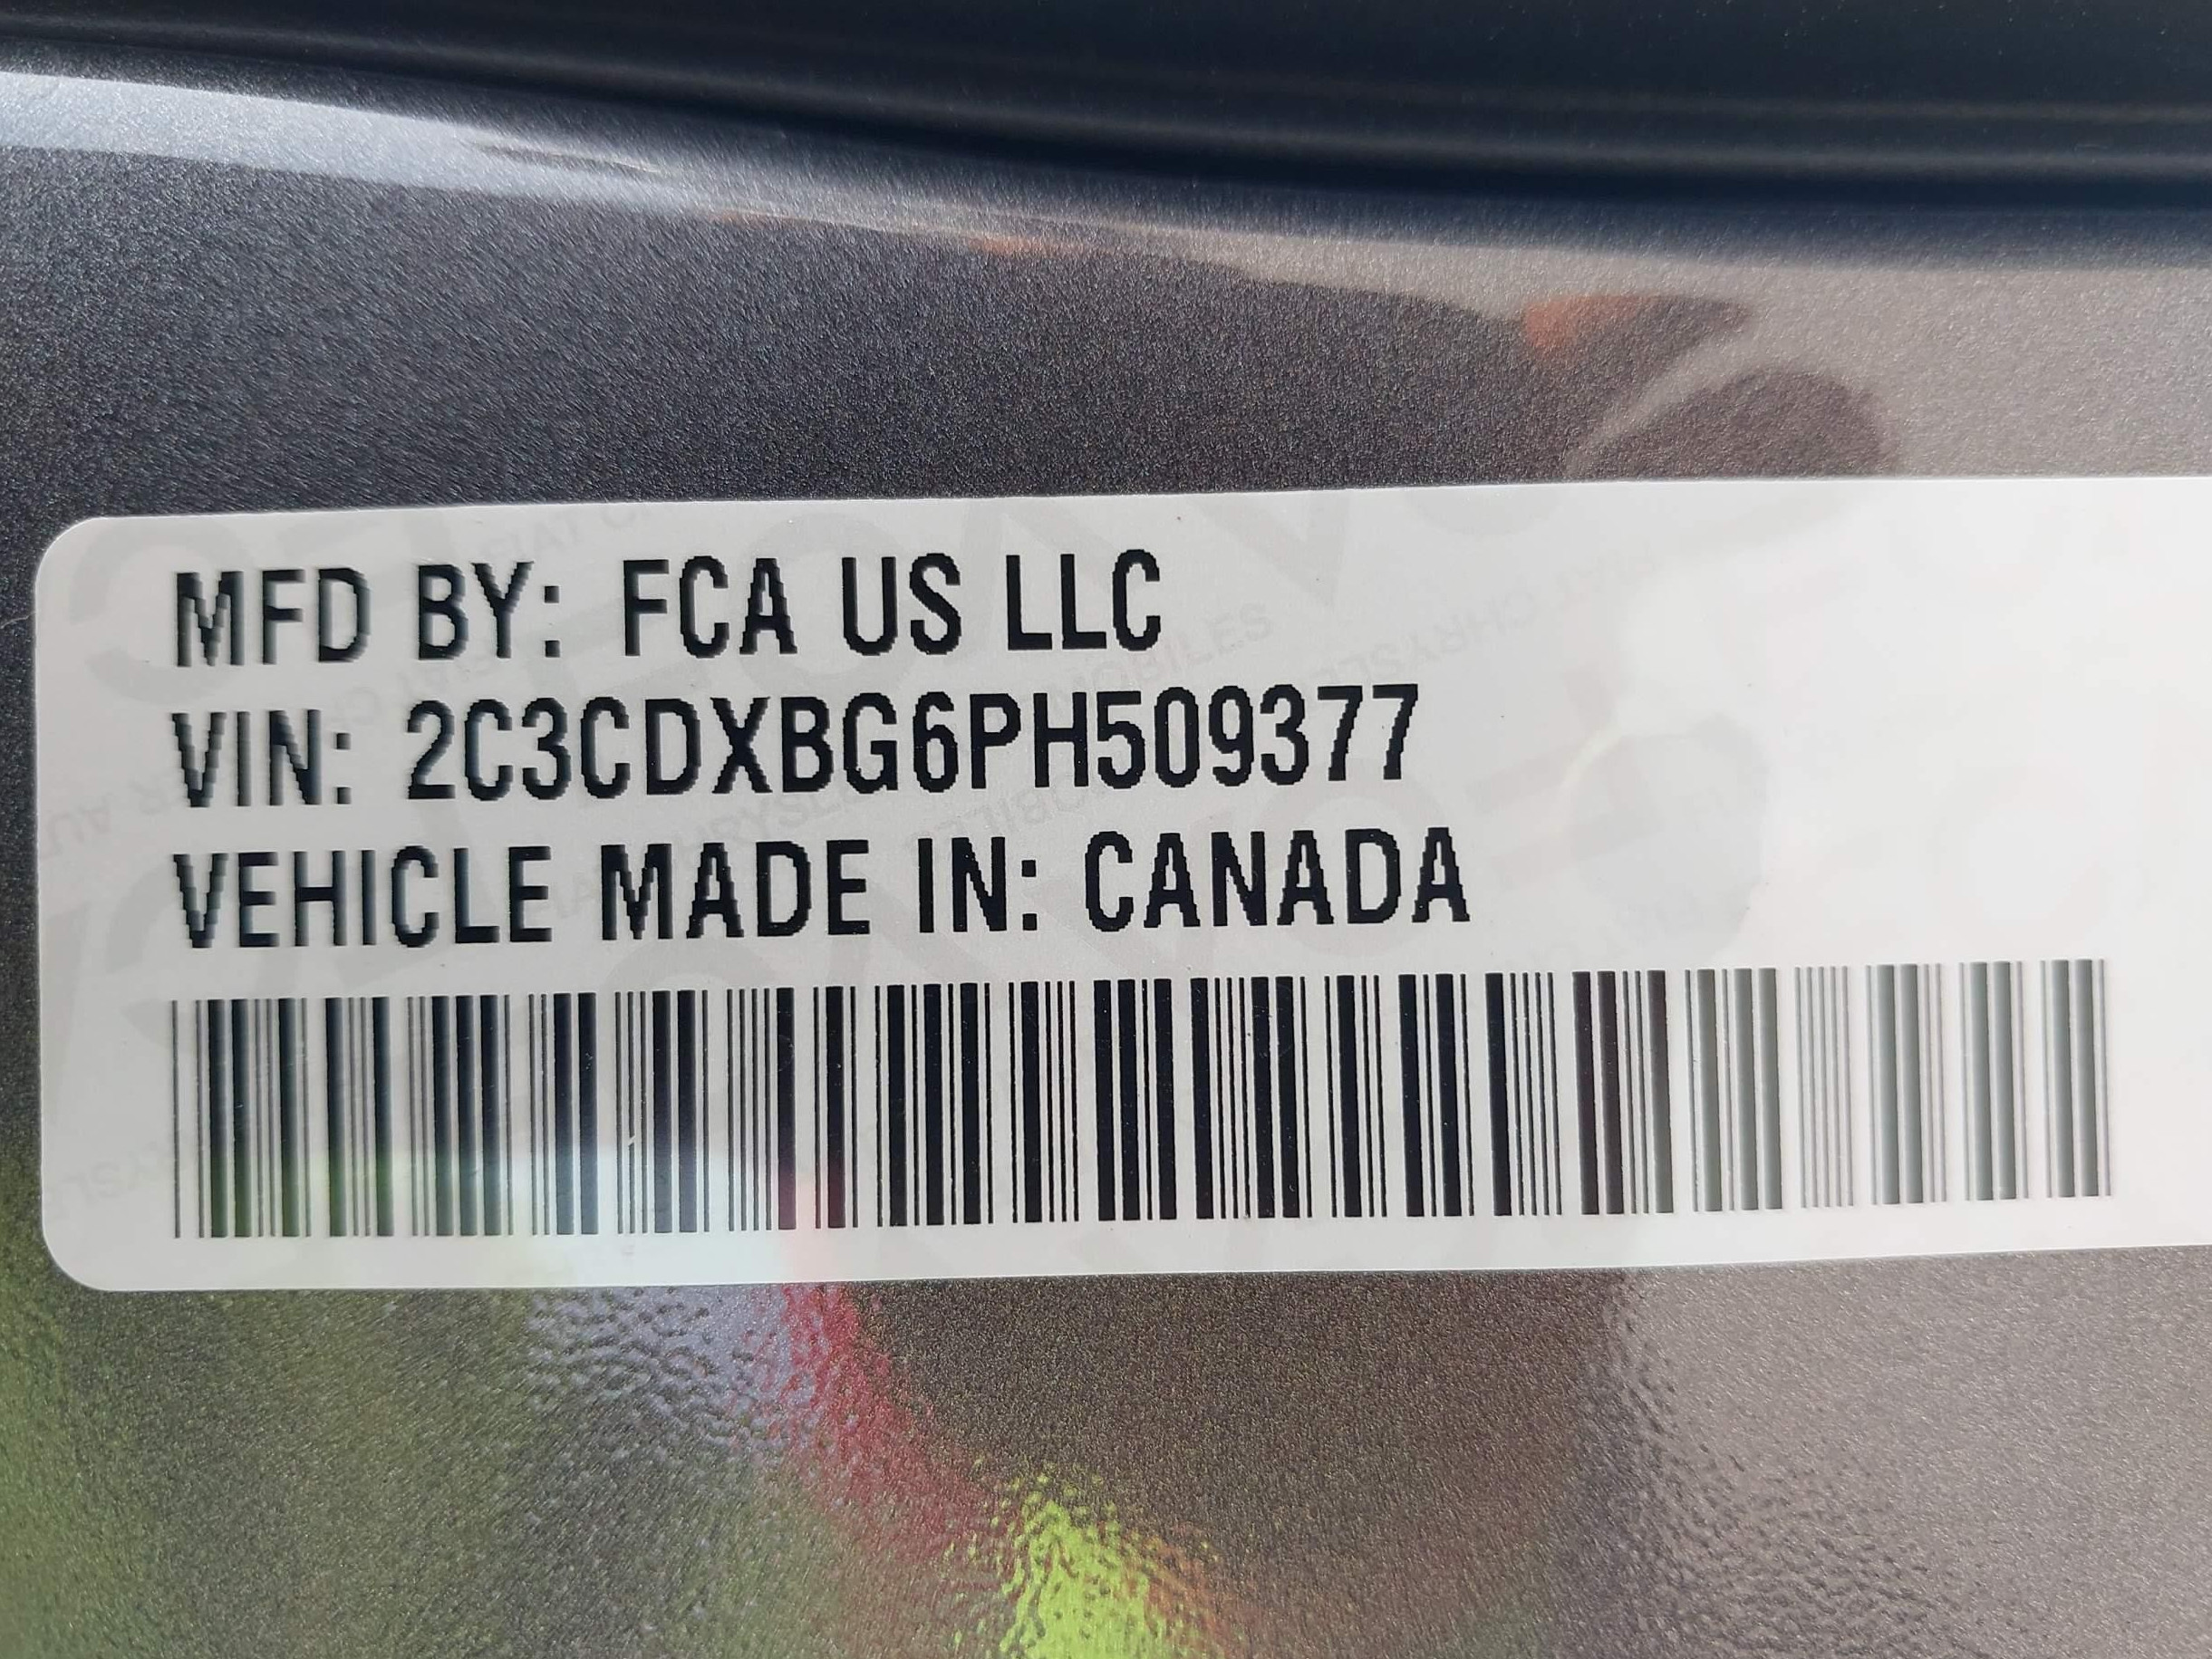 MFD BY: FCA US LLC
VIN: 2C3CDXBG6PH509377
VEHICLE MADE IN: CANADA